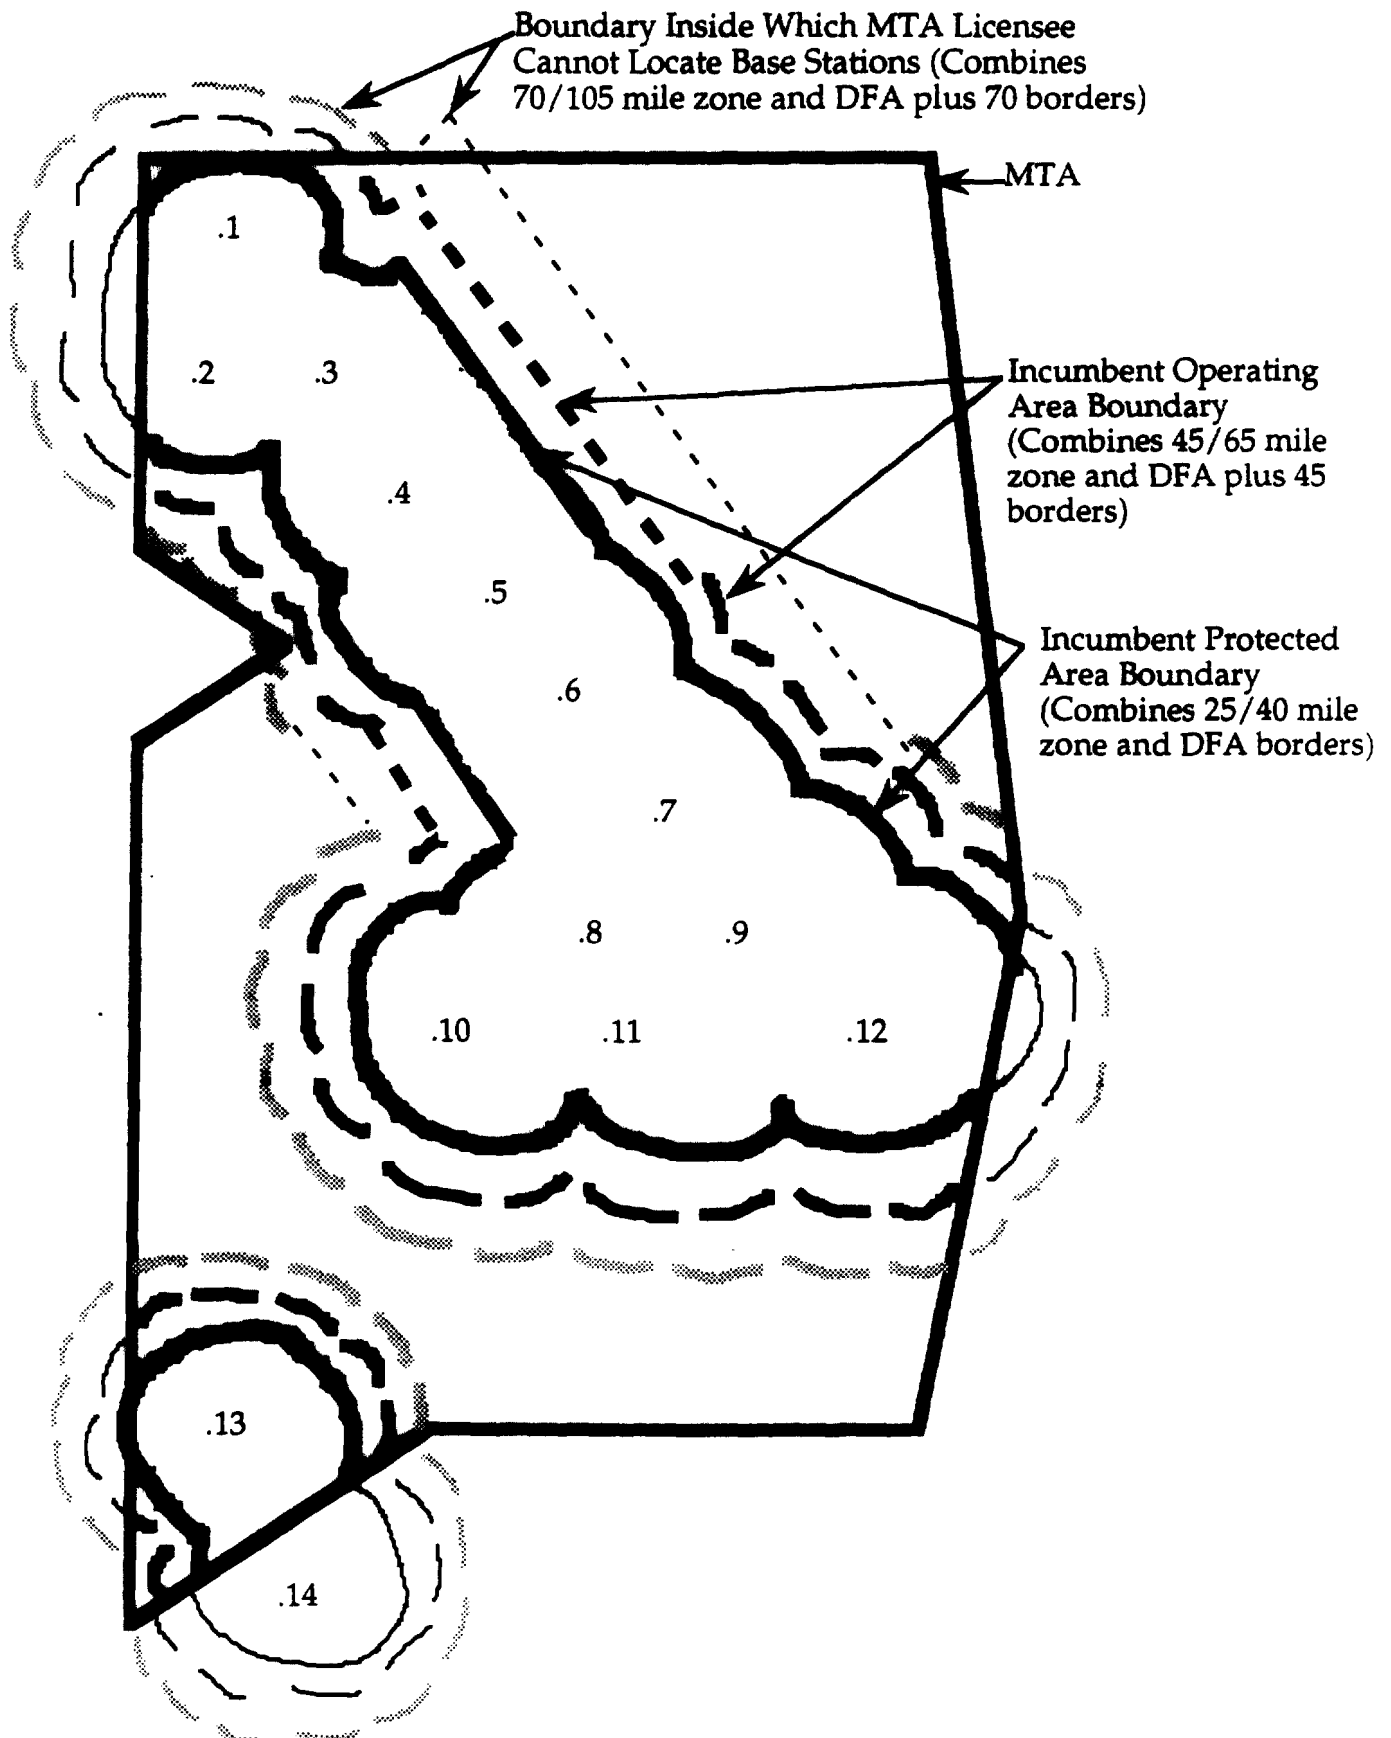 Boundary Inside Which MTA Licensee
Cannot Locate Base Stations (Combines
70/105 mile zone and DFA plus 70 borders)
MTA
.1
.2
.3
Incumbent Operating
Area Boundary
(Combines 45/65 mile
zone and DFA plus 45
borders)
.4
.5
Incumbent Protected
Area Boundary
(Combines 25/40 mile
zone and DFA borders)
.6
.7
.8
.9
.10
.11
.12
.13
.14